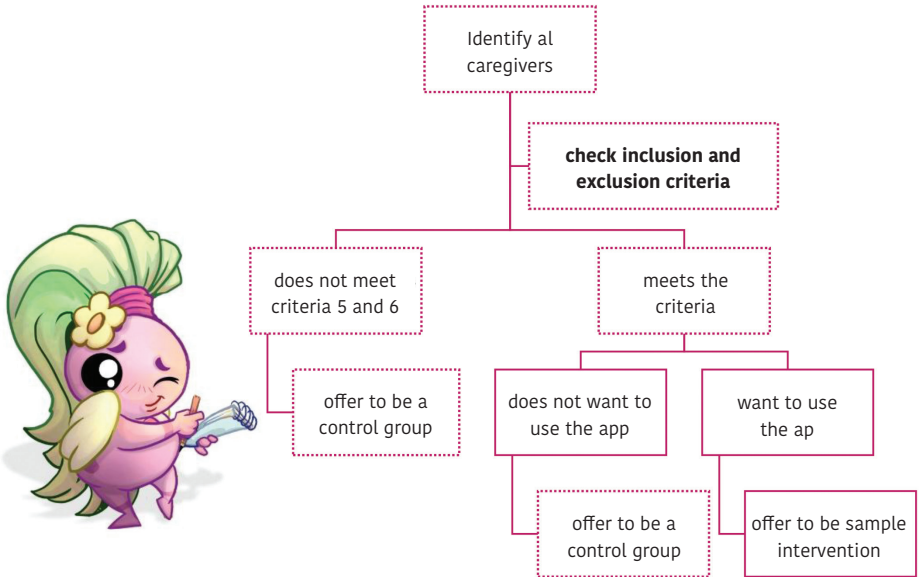 Identify al
caregivers
check inclusion and
exclusion criteria
does not meet
criteria 5 and 6
meets the
criteria
offer to be a
control group
does not want to
use the app
want to use
the ap
offer to be a
control group
offer to be sample
intervention